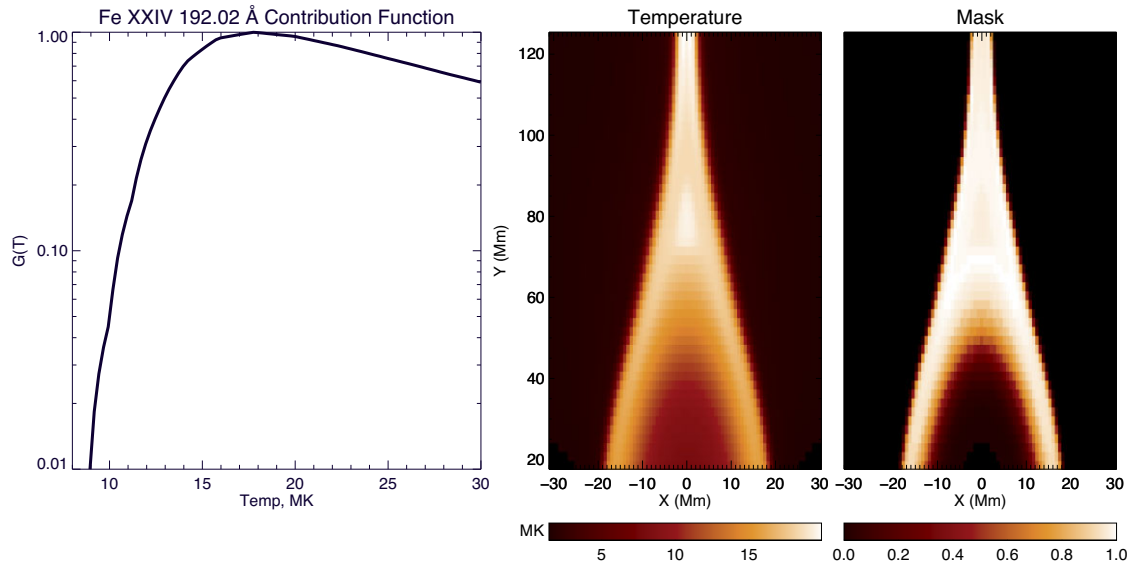 Fe XXIV 192.02 Å Contribution Function
1.00
0.10
0.01
G(T)
10 15 20 25 30
Temp, MK
Temperature
120
100
80
60
40
20
Y (Mm)
−30 −20 −10 0 10 20 30
X (Mm)
MK
5 10 15
Mask
−30 −20 −10 0 10 20 30
X (Mm)
0.0 0.2 0.4 0.6 0.8 1.0